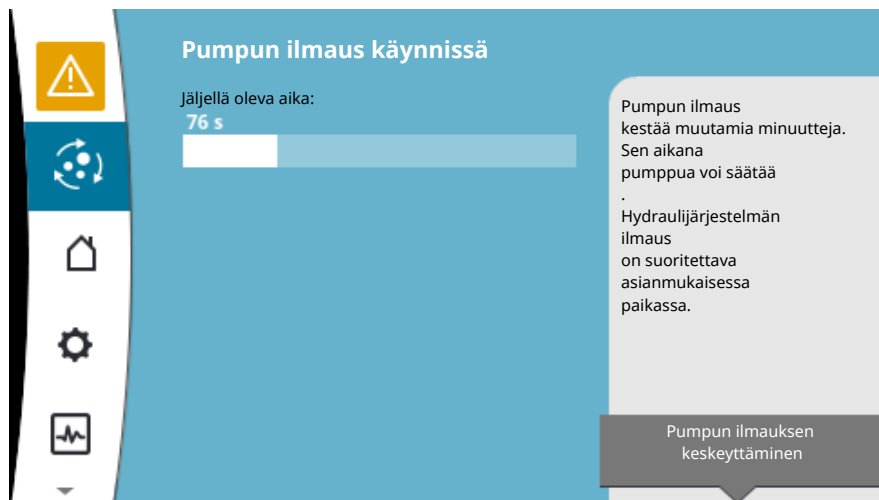 Pumpun ilmaus käynnissä
Jäljellä oleva aika:
76 s
Pumpun ilmaus
kestää muutamia minuutteja.
Sen aikana
pumppua voi säätää
.
Hydraulijärjestelmän
ilmaus
on suoritettava
asianmukaisessa
paikassa.
Pumpun ilmauksen
keskeyttäminen